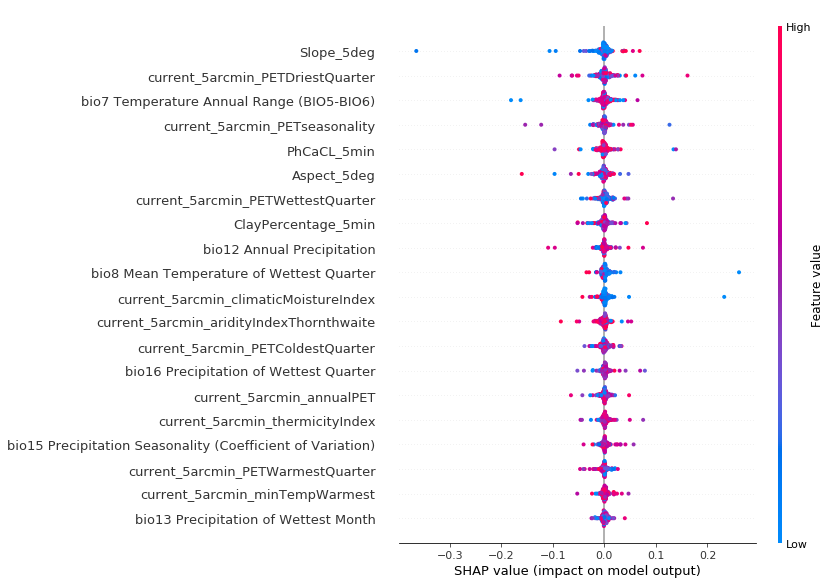 High
Slope_5deg
current_5arcmin_PETDriestQuarter
bio7 Temperature Annual Range (BIO5-BIO6)
current_5arcmin_PETseasonality
PhCaCL_5min
Aspect_5deg
current_5arcmin_PETWettestQuarter
ClayPercentage_5min
bio12 Annual Precipitation
bio8 Mean Temperature of Wettest Quarter
current_5arcmin_climaticMoistureIndex
current_5arcmin_aridityIndexThornthwaite
current_5arcmin_PETColdestQuarter
bio16 Precipitation of Wettest Quarter
current_5arcmin_annualPET
current_5arcmin_thermicityIndex
bio15 Precipitation Seasonality (Coefficient of Variation)
current_5arcmin_PETWarmestQuarter
current_5arcmin_minTempWarmest
bio13 Precipitation of Wettest Month
Feature value
Low
−0.3 −0.2 −0.1 0.0 0.1 0.2
SHAP value (impact on model output)